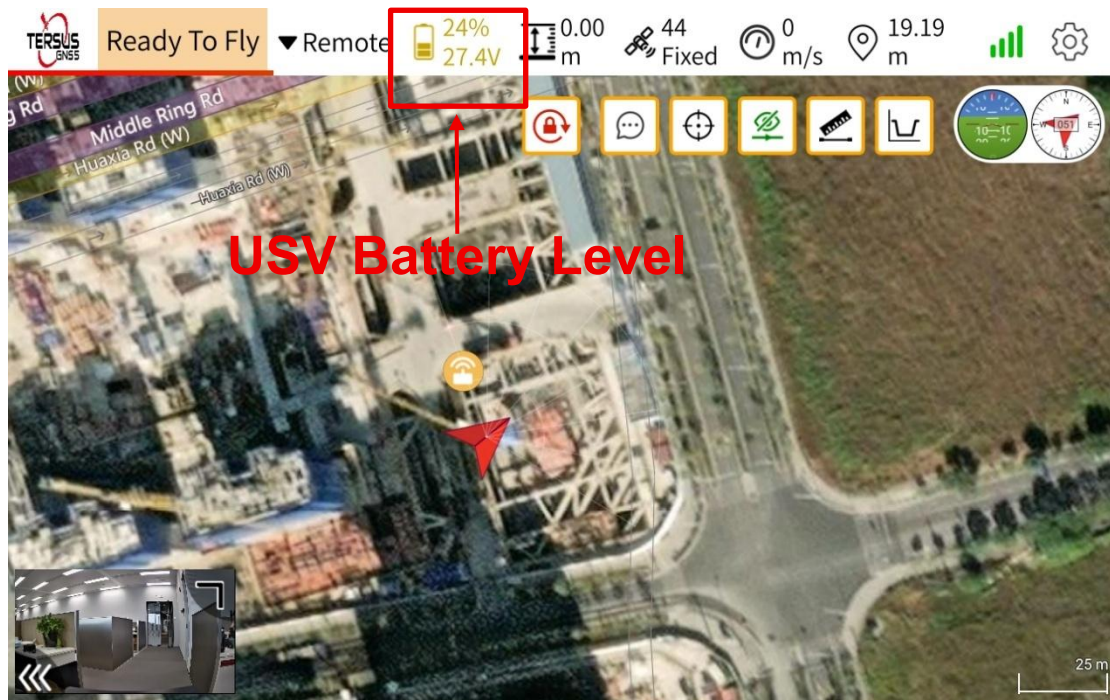 TERSUS
GNSS
Ready To Fly
▼Remote
24%
27.4V
0.00
m
44
Fixed
0
m/s
19.19
m
(W)
g Rd
Middle Ring Rd
Huaxia Rd (W)
Huaxia Rd (W)
N
W 051 E
USV Battery Level
25 m